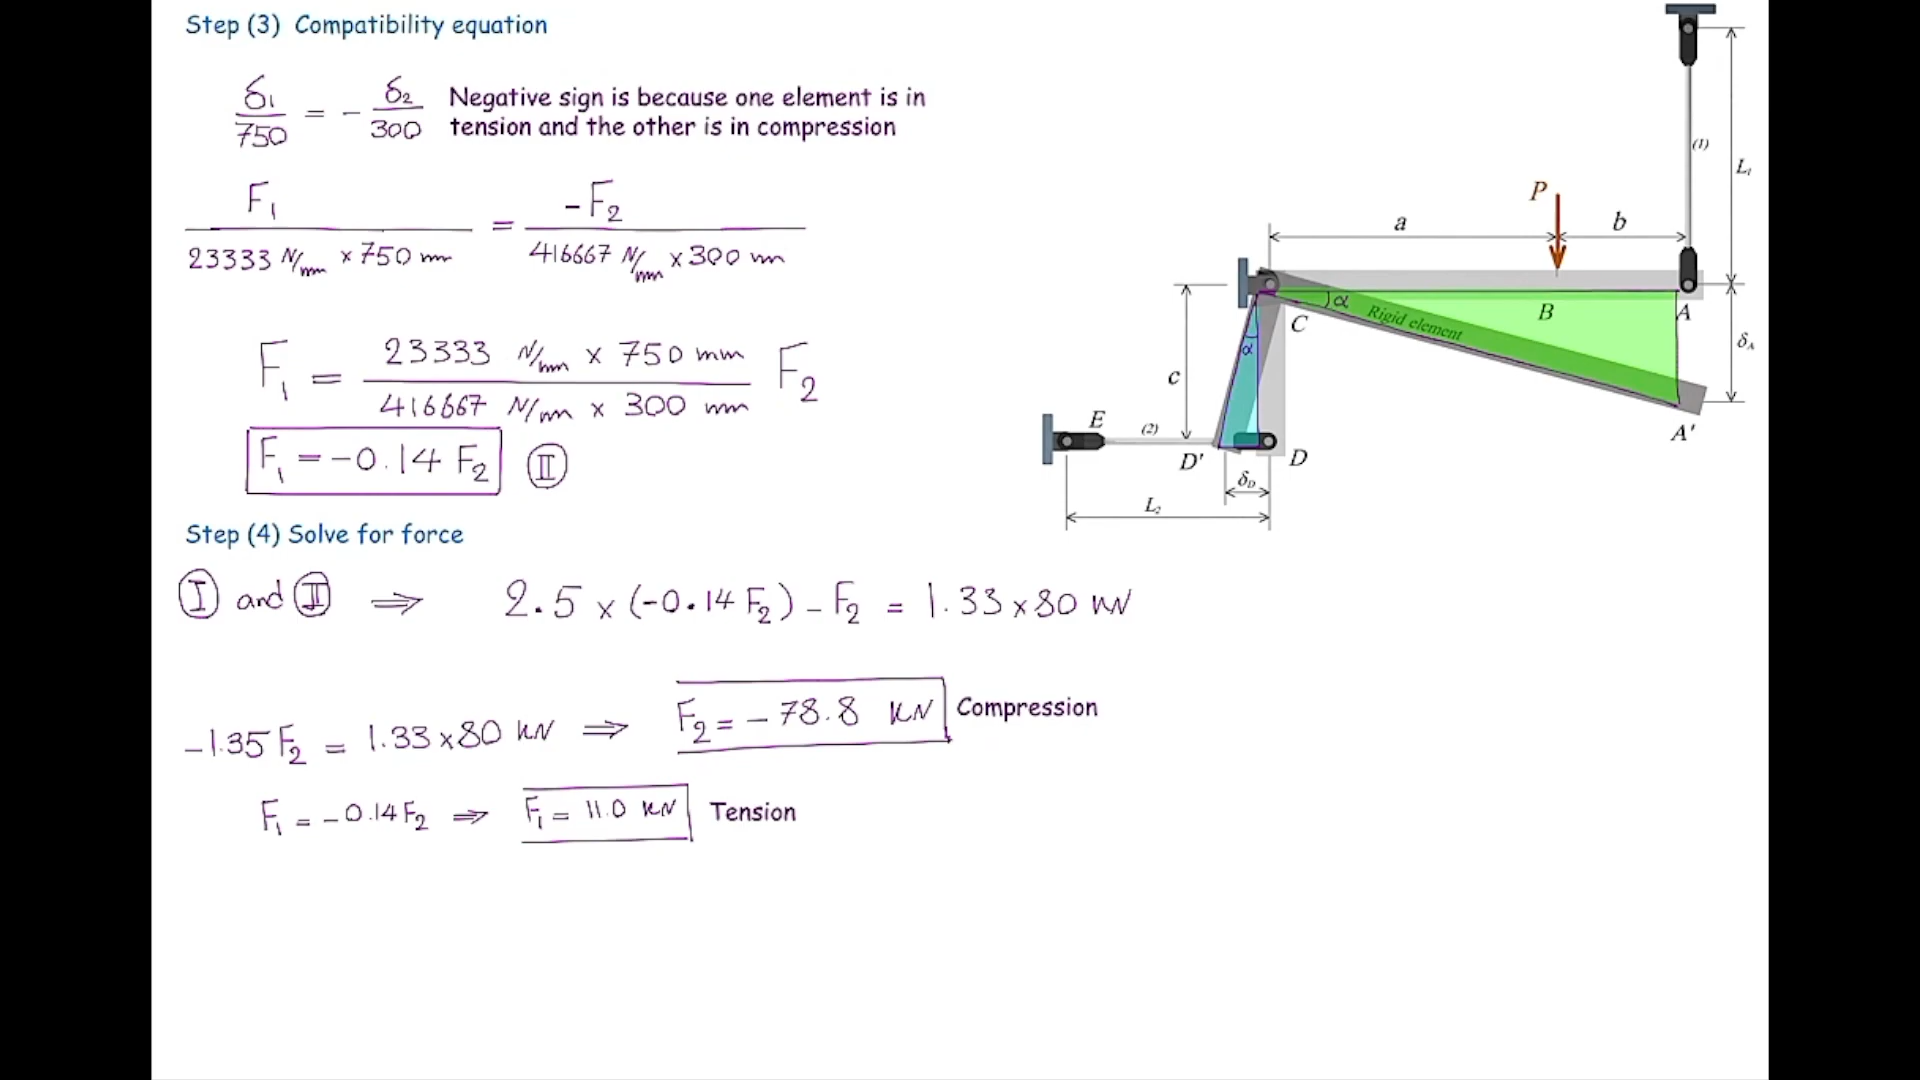 Step (3) Compatibility equation
δ1/750 = - δ2/300
Negative sign is because one element is in
tension and the other is in compression
F1 / (23333 N/mm × 750 mm) = -F2 / (416667 N/mm × 300 mm)
F1 = (23333 N/mm × 750 mm) / (416667 N/mm × 300 mm) F2
F1 = -0.14 F2 II
Step (4) Solve for force
I and II ⇒ 2.5 × (-0.14 F2) - F2 = 1.33 × 80 kN
-1.35 F2 = 1.33 × 80 kN ⇒ F2 = - 78.8 KN Compression
F1 = -0.14 F2 ⇒ F1 = 11.0 KN Tension
(1)
L1
P
a
b
α
Rigid element
B
A
C
δA
α
c
A'
E
(2)
D'
D
δD
L2